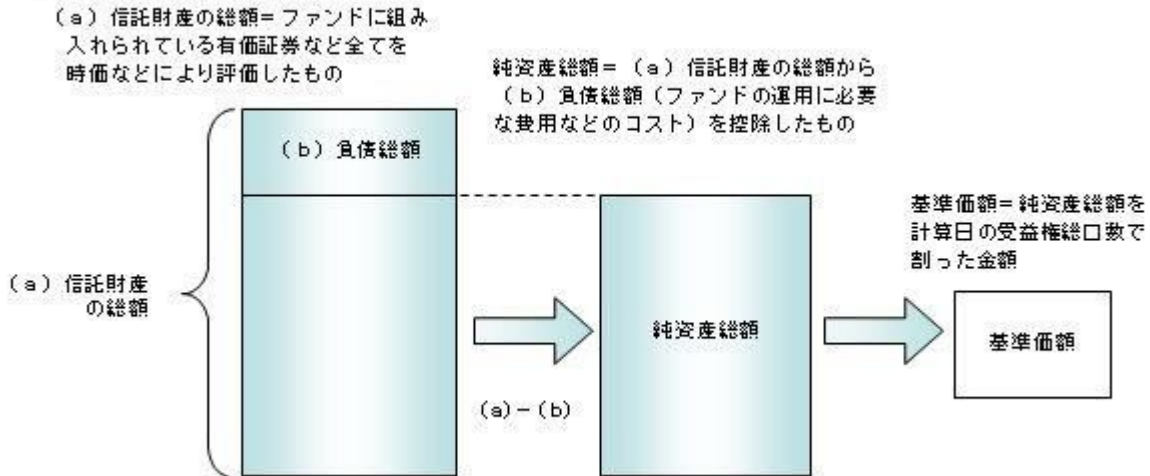 （a）信託財産の総額＝ファンドに組み
入れられている有価証券など全てを
時価などにより評価したもの
純資産総額＝（a）信託財産の総額から
（b）負債総額（ファンドの運用に必要
な費用などのコスト）を控除したもの
（b）負債総額
基準価額＝純資産総額を
計算日の受益権総口数で
割った金額
（a）信託財産
の総額
純資産総額
基準価額
（a）－（b）